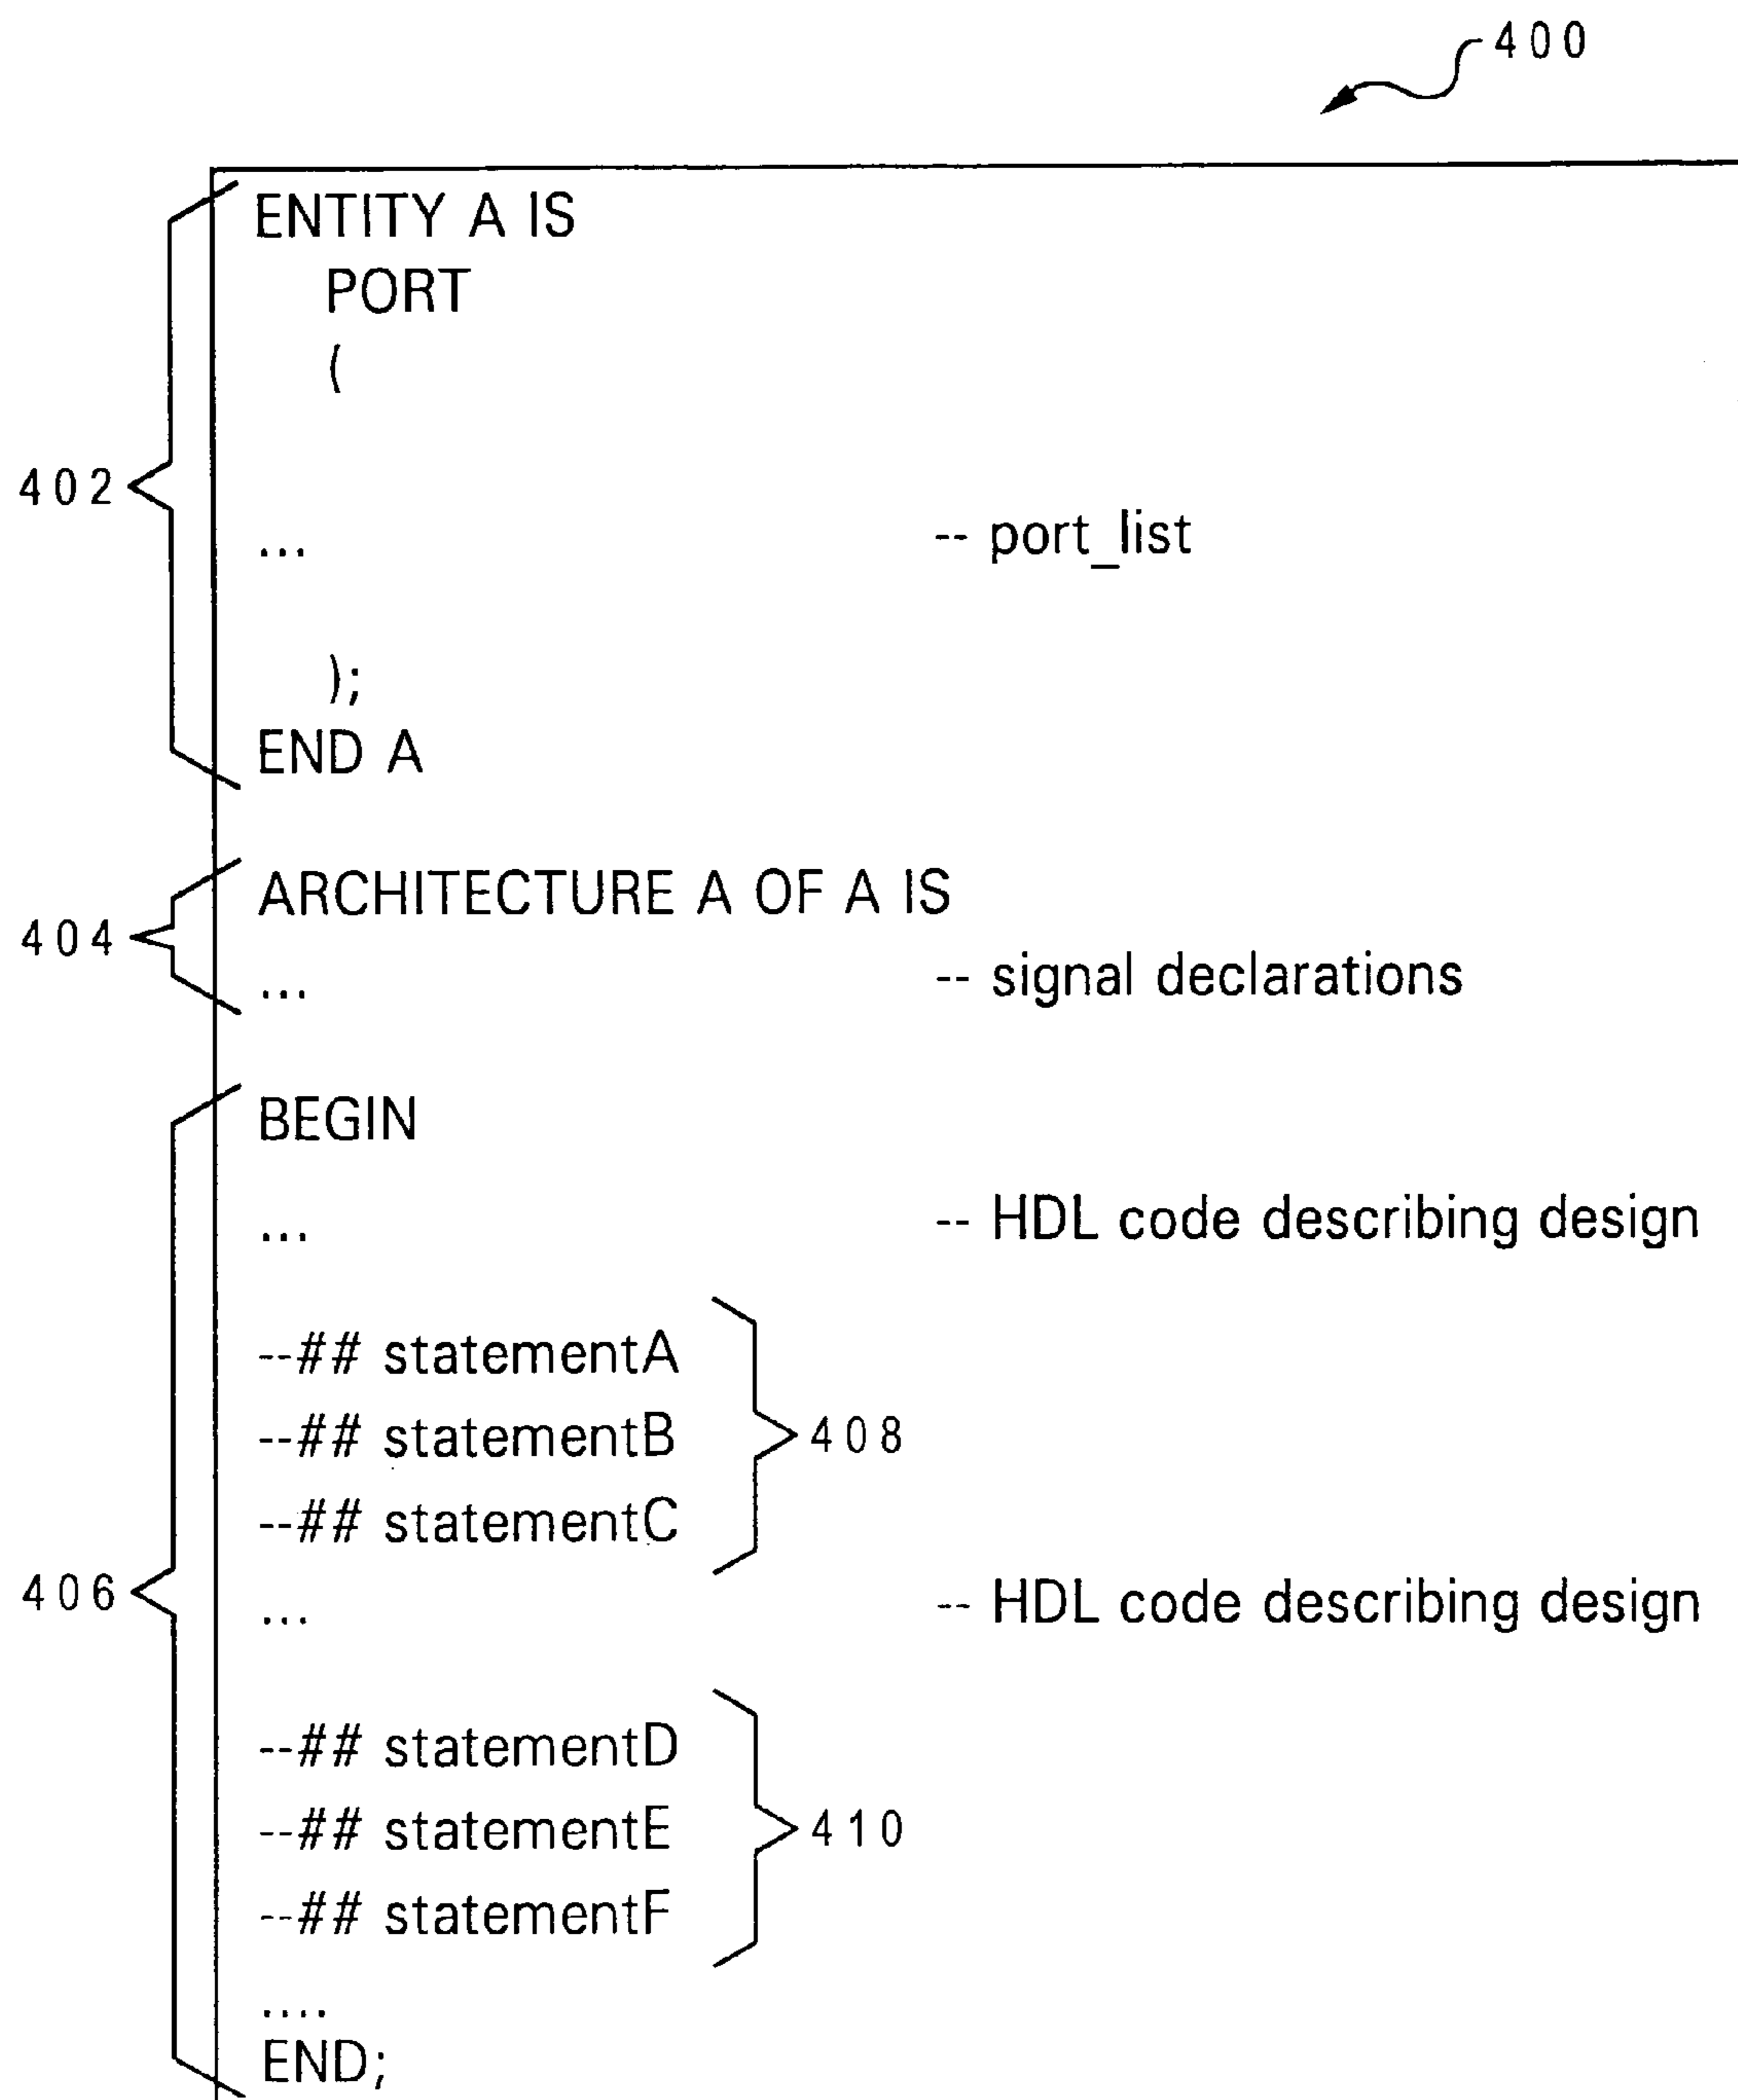 400
ENTITY A IS
PORT
(
402
... -- port_list
);
END A
ARCHITECTURE A OF A IS
404
... -- signal declarations
BEGIN
... -- HDL code describing design
--## statementA
--## statementB 408
--## statementC
406
... -- HDL code describing design
--## statementD
--## statementE 410
--## statementF
....
END;